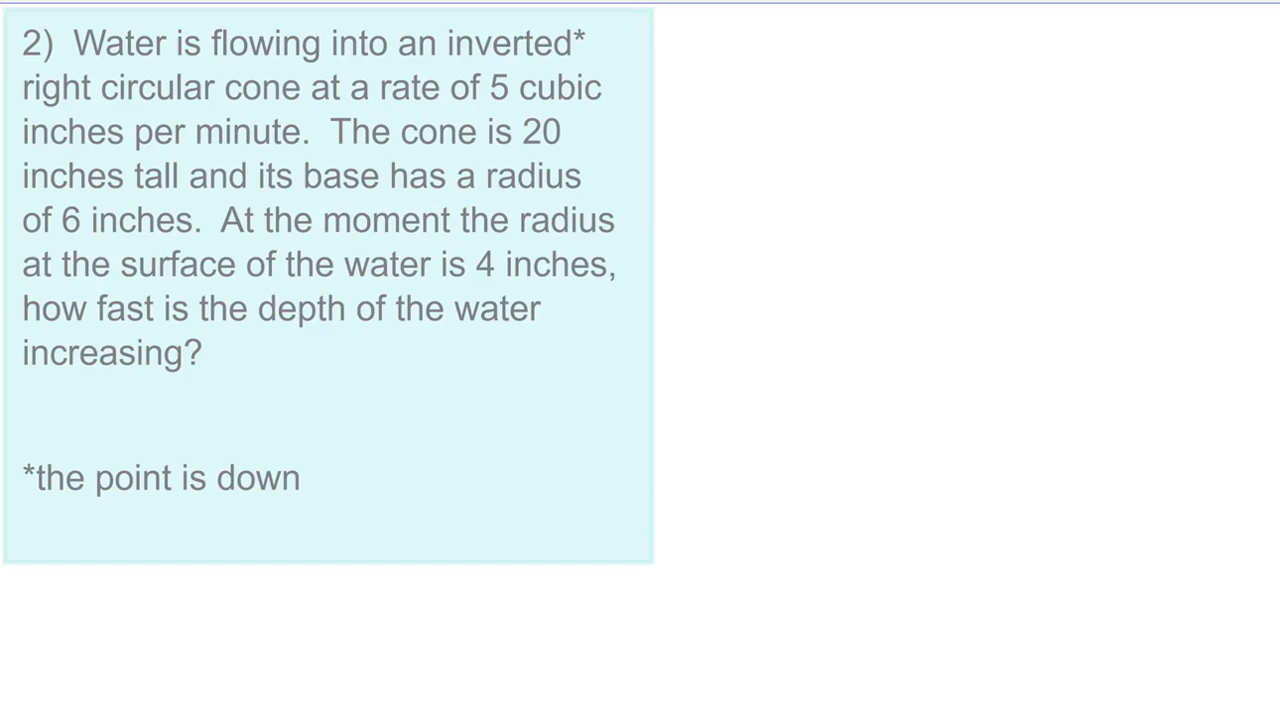 2)  Water is flowing into an inverted*
right circular cone at a rate of 5 cubic
inches per minute.  The cone is 20
inches tall and its base has a radius
of 6 inches.  At the moment the radius
at the surface of the water is 4 inches,
how fast is the depth of the water
increasing?
*the point is down